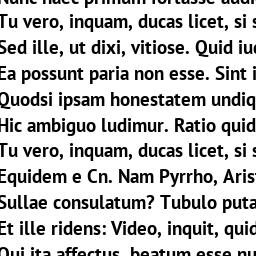 Nunc haec primum fortasse audi
Tu vero, inquam, ducas licet, si s
Sed ille, ut dixi, vitiose. Quid iu
Ea possunt paria non esse. Sint i
Quodsi ipsam honestatem undiq
Hic ambiguo ludimur. Ratio quid
Tu vero, inquam, ducas licet, si s
Equidem e Cn. Nam Pyrrho, Aris
Sullae consulatum? Tubulo puta
Et ille ridens: Video, inquit, quid
Qui ita affectus, beatum esse nu